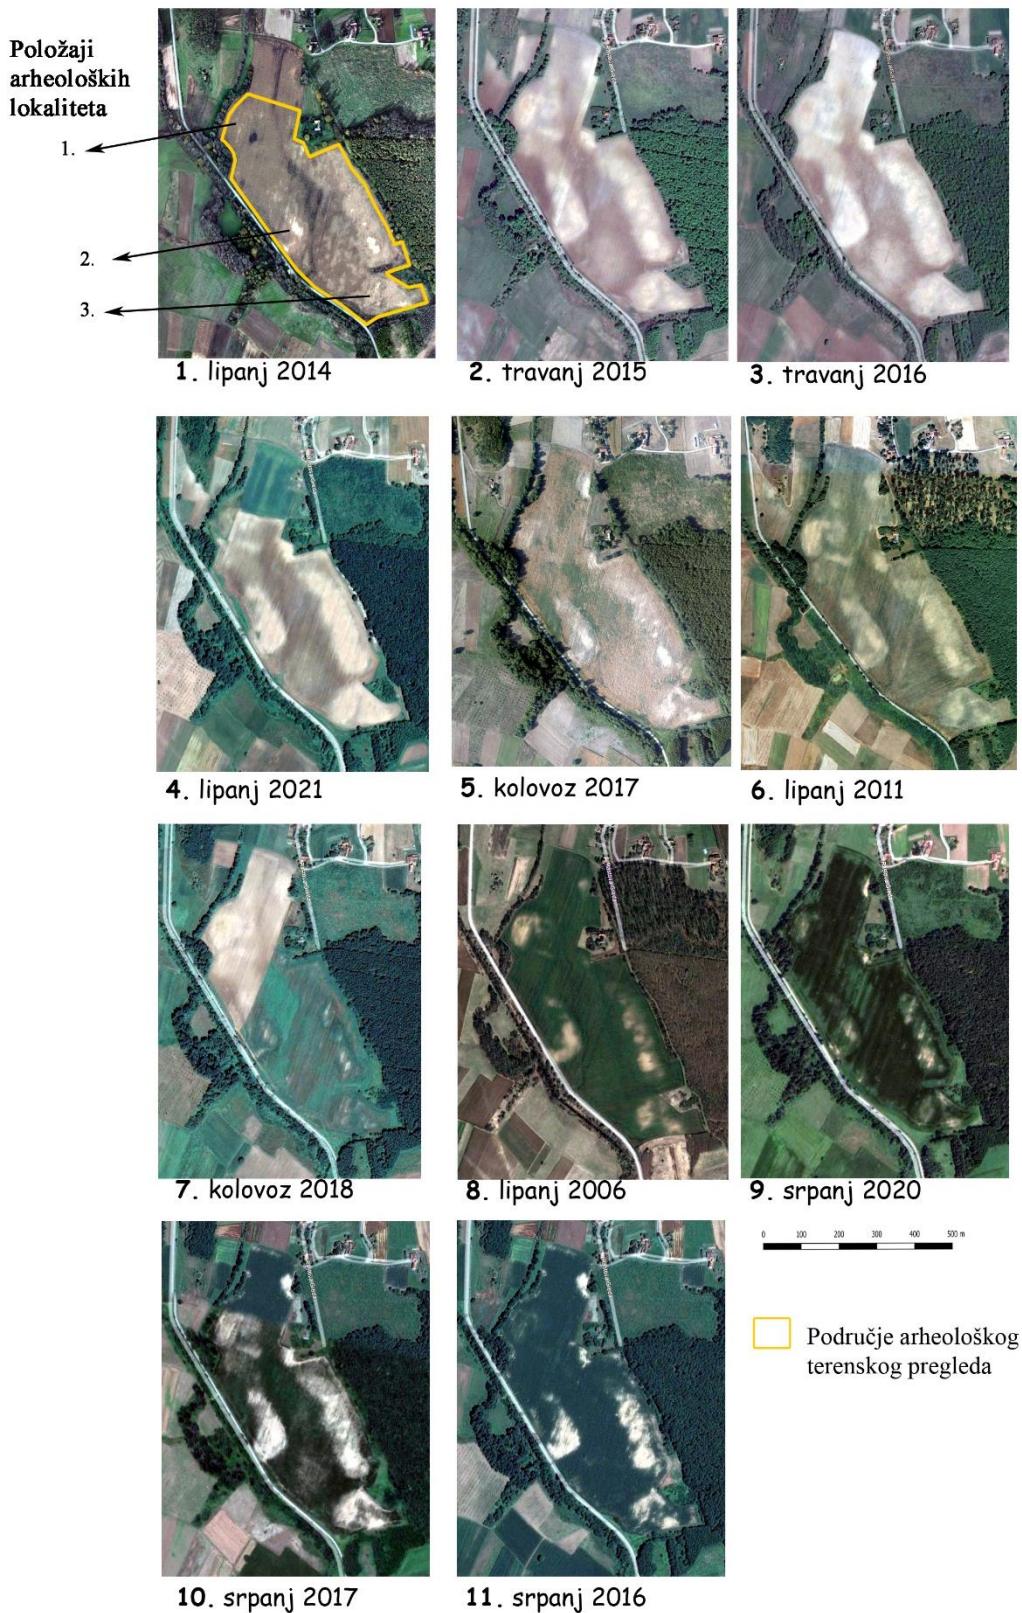 Položaji
arheoloških
lokaliteta
1.
2.
3.
1. lipanj 2014
2. travanj 2015
3. travanj 2016
4. lipanj 2021
5. kolovoz 2017
6. lipanj 2011
7. kolovoz 2018
8. lipanj 2006
9. srpanj 2020
0 100 200 300 400 500 m
Područje arheološkog
terenskog pregleda
10. srpanj 2017
11. srpanj 2016